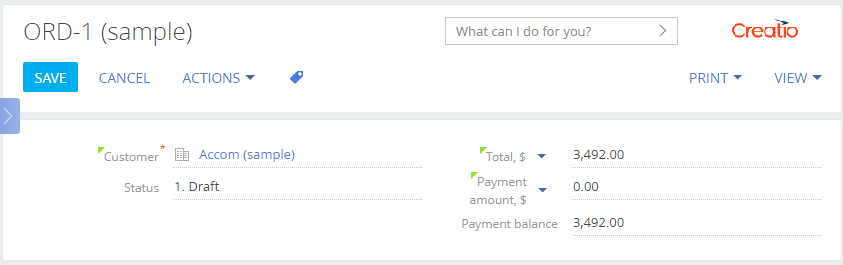 ORD-1 (sample)
What can I do for you?
Creatio
SAVE CANCEL ACTIONS PRINT VIEW
Customer* Accom (sample)
Status 1. Draft
Total, $ 3,492.00
Payment
amount, $ 0.00
Payment balance 3,492.00